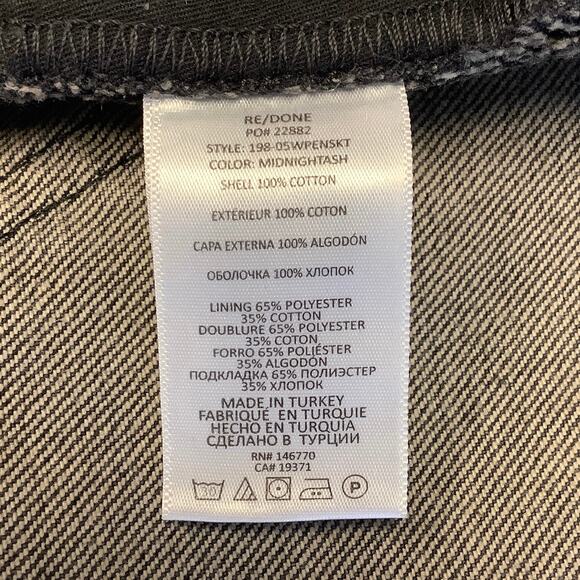 RE/DONE
PO# 22882
STYLE: 198-05WPENSKT
COLOR: MIDNIGHTASH
SHELL 100% COTTON
EXTÉRIEUR 100% COTON
CAPA EXTERNA 100% ALGODÓN
ОБОЛОЧКА 100% ХЛОПОК
LINING 65% POLYESTER
35% COTTON
DOUBLURE 65% POLYESTER
35% COTON
FORRO 65% POLIÉSTER
35% ALGODÓN
ПОДКЛАДКА 65% ПОЛИЭСТЕР
35% ХЛОПОК
MADE IN TURKEY
FABRIQUÉ EN TURQUIE
HECHO EN TURQUÍA
СДЕЛАНО В ТУРЦИИ
RN# 146770
CA# 19371
30 P